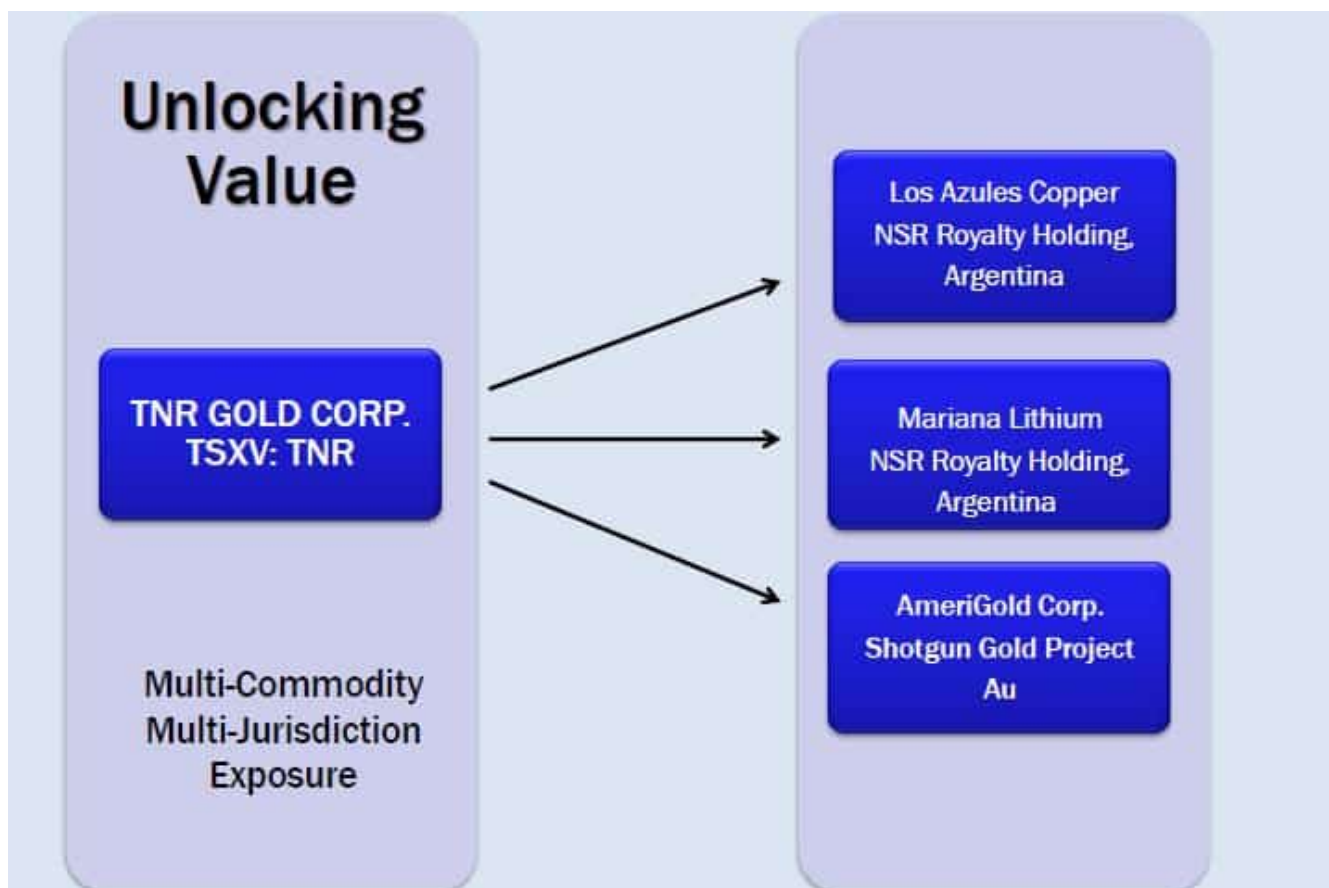 Unlocking
Value
TNR GOLD CORP.
TSXV: TNR
Multi-Commodity
Multi-Jurisdiction
Exposure
Los Azules Copper
NSR Royalty Holding,
Argentina
Mariana Lithium
NSR Royalty Holding,
Argentina
AmeriGold Corp.
Shotgun Gold Project
Au